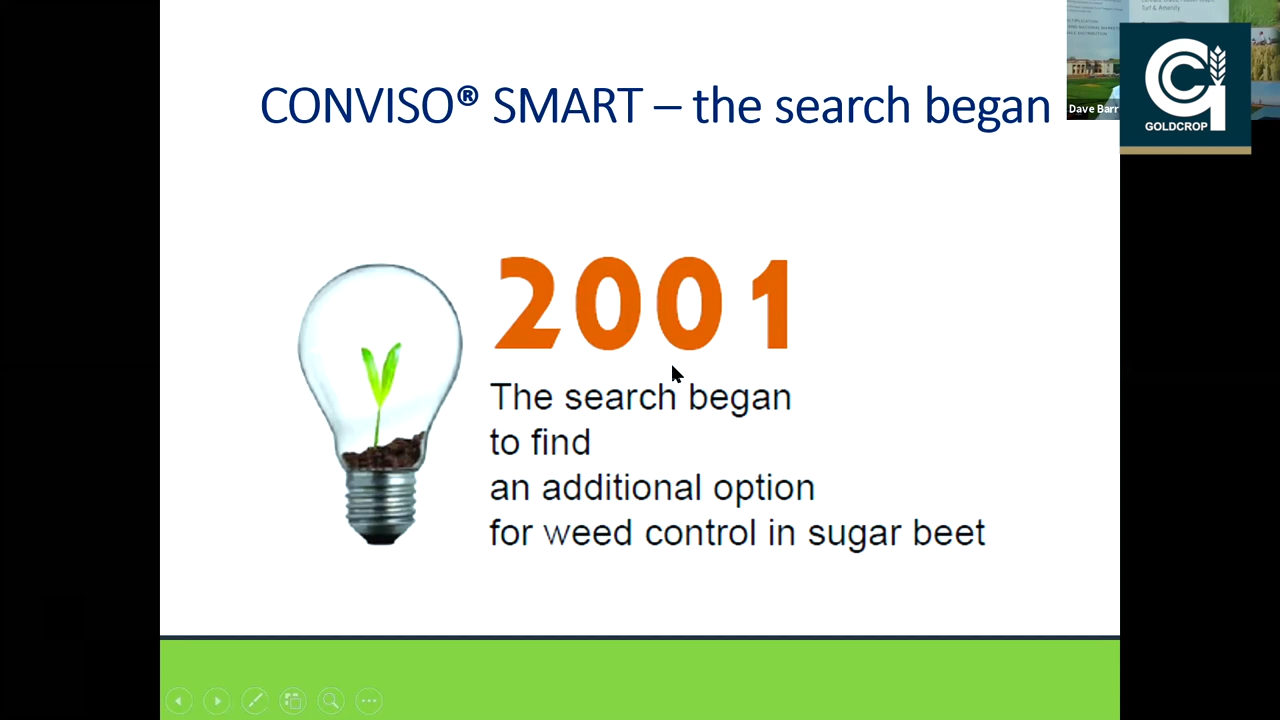 CONVISO® SMART – the search began
Dave Barr
GOLDCROP
2001
The search began
to find
an additional option
for weed control in sugar beet